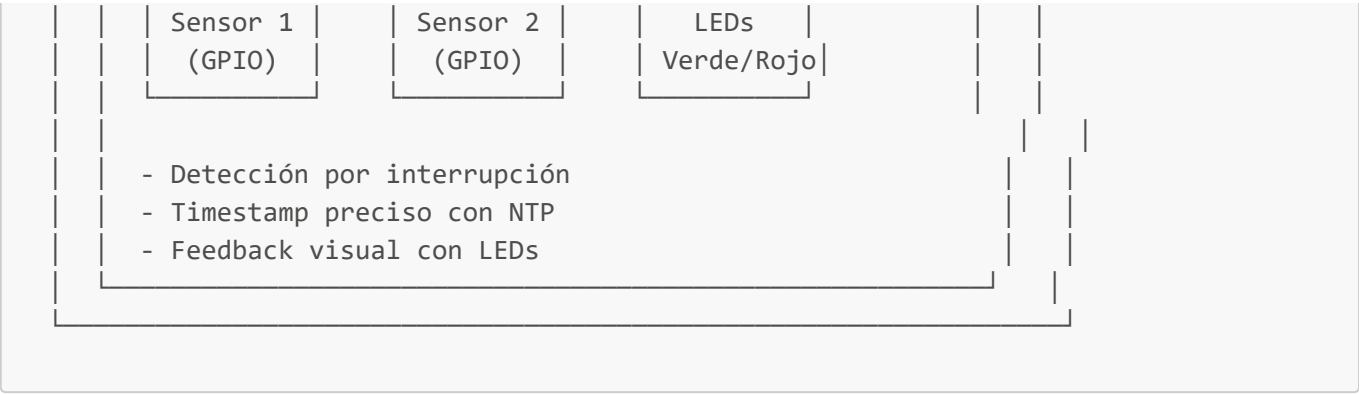 Sensor 1 Sensor 2 LEDs
(GPIO) (GPIO) Verde/Rojo
- Detección por interrupción
- Timestamp preciso con NTP
- Feedback visual con LEDs